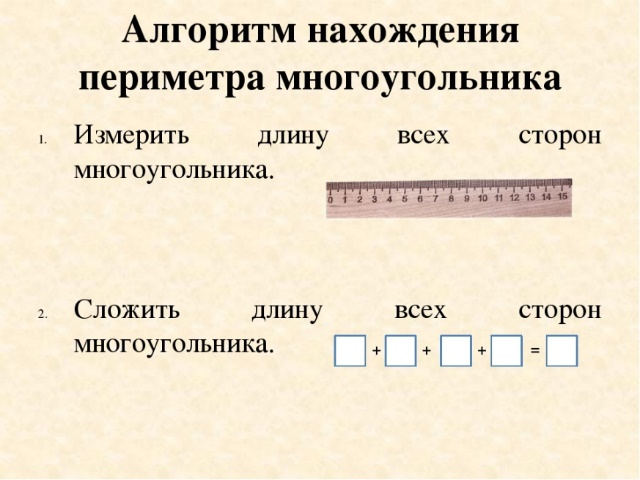 Алгоритм нахождения
периметра многоугольника
1. Измерить длину всех сторон
многоугольника.
0 1 2 3 4 5 6 7 8 9 10 11 12 13 14 15
2. Сложить длину всех сторон
многоугольника.
+ + + =